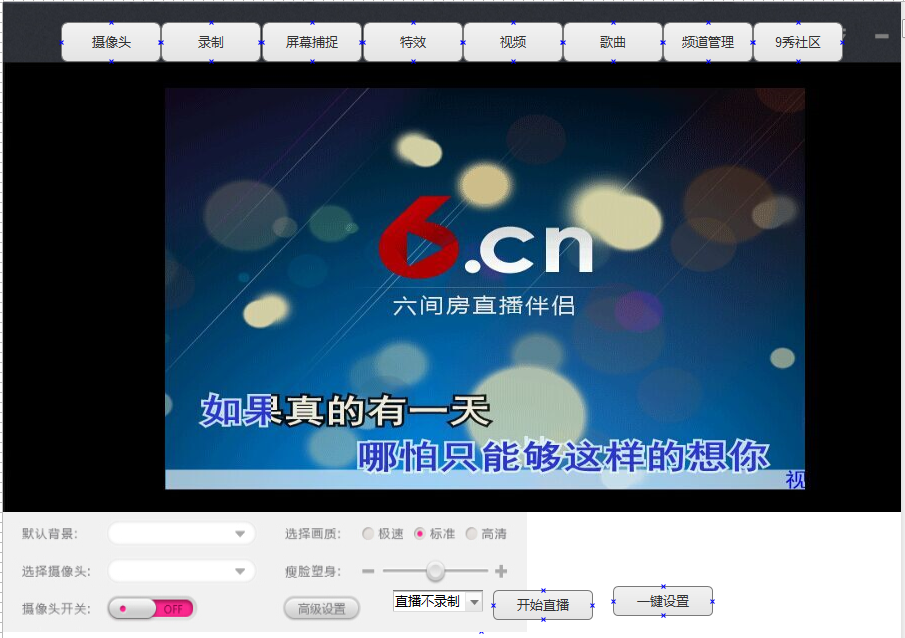 摄像头 录制 屏幕捕捉 特效 视频 歌曲 频道管理 9秀社区
6.cn
六间房直播伴侣
如果真的有一天
哪怕只能够这样的想你
视
默认背景: 选择画质: 极速 标准 高清
选择摄像头: 瘦脸塑身:
摄像头开关: OFF 高级设置 直播不录制 开始直播 一键设置